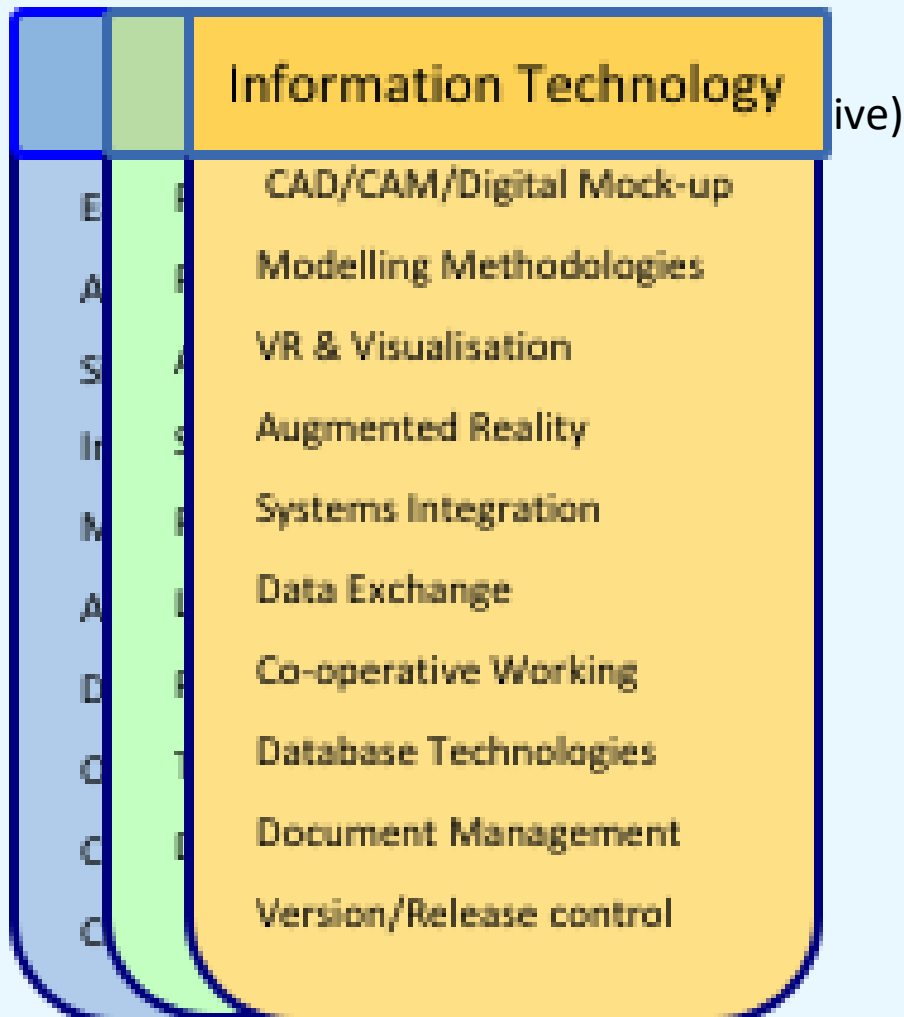 Information Technology
ive)
CAD/CAM/Digital Mock-up
Modelling Methodologies
VR & Visualisation
Augmented Reality
Systems Integration
Data Exchange
Co-operative Working
Database Technologies
Document Management
Version/Release control